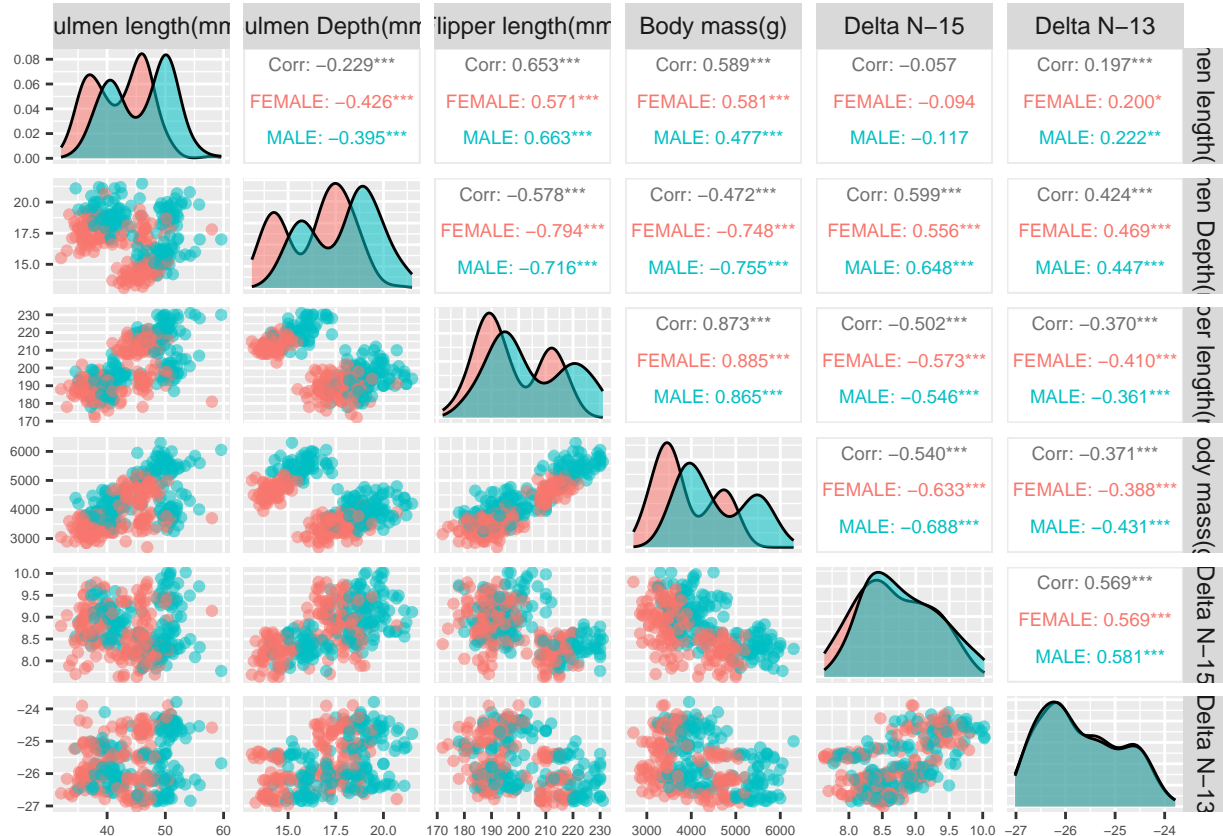 ulmen length(mm ulmen Depth(mm lipper length(mm Body mass(g) Delta N−15 Delta N−13
0.08
0.06
0.04
0.02
0.00
Corr: −0.229*** Corr: 0.653*** Corr: 0.589*** Corr: −0.057 Corr: 0.197***
FEMALE: −0.426*** FEMALE: 0.571*** FEMALE: 0.581*** FEMALE: −0.094 FEMALE: 0.200*
MALE: −0.395*** MALE: 0.663*** MALE: 0.477*** MALE: −0.117 MALE: 0.222**
men length(
20.0
17.5
15.0
Corr: −0.578*** Corr: −0.472*** Corr: 0.599*** Corr: 0.424***
FEMALE: −0.794*** FEMALE: −0.748*** FEMALE: 0.556*** FEMALE: 0.469***
MALE: −0.716*** MALE: −0.755*** MALE: 0.648*** MALE: 0.447***
men Depth(
230
220
210
200
190
180
170
Corr: 0.873*** Corr: −0.502*** Corr: −0.370***
FEMALE: 0.885*** FEMALE: −0.573*** FEMALE: −0.410***
MALE: 0.865*** MALE: −0.546*** MALE: −0.361***
per length(
6000
5000
4000
3000
Corr: −0.540*** Corr: −0.371***
FEMALE: −0.633*** FEMALE: −0.388***
MALE: −0.688*** MALE: −0.431***
ody mass(g
10.0
9.5
9.0
8.5
8.0
Corr: 0.569***
FEMALE: 0.569***
MALE: 0.581***
Delta N−15
−24
−25
−26
−27
Delta N−13
40 50 60 15.0 17.5 20.0 170 180 190 200 210 220 230 3000 4000 5000 6000 8.0 8.5 9.0 9.5 10.0 −27 −26 −25 −24